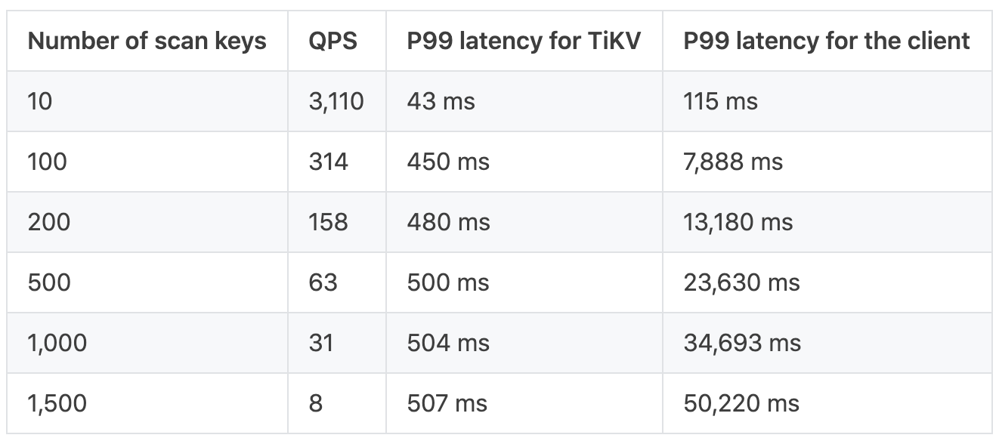 Number of scan keys QPS P99 latency for TiKV P99 latency for the client
10 3,110 43 ms 115 ms
100 314 450 ms 7,888 ms
200 158 480 ms 13,180 ms
500 63 500 ms 23,630 ms
1,000 31 504 ms 34,693 ms
1,500 8 507 ms 50,220 ms